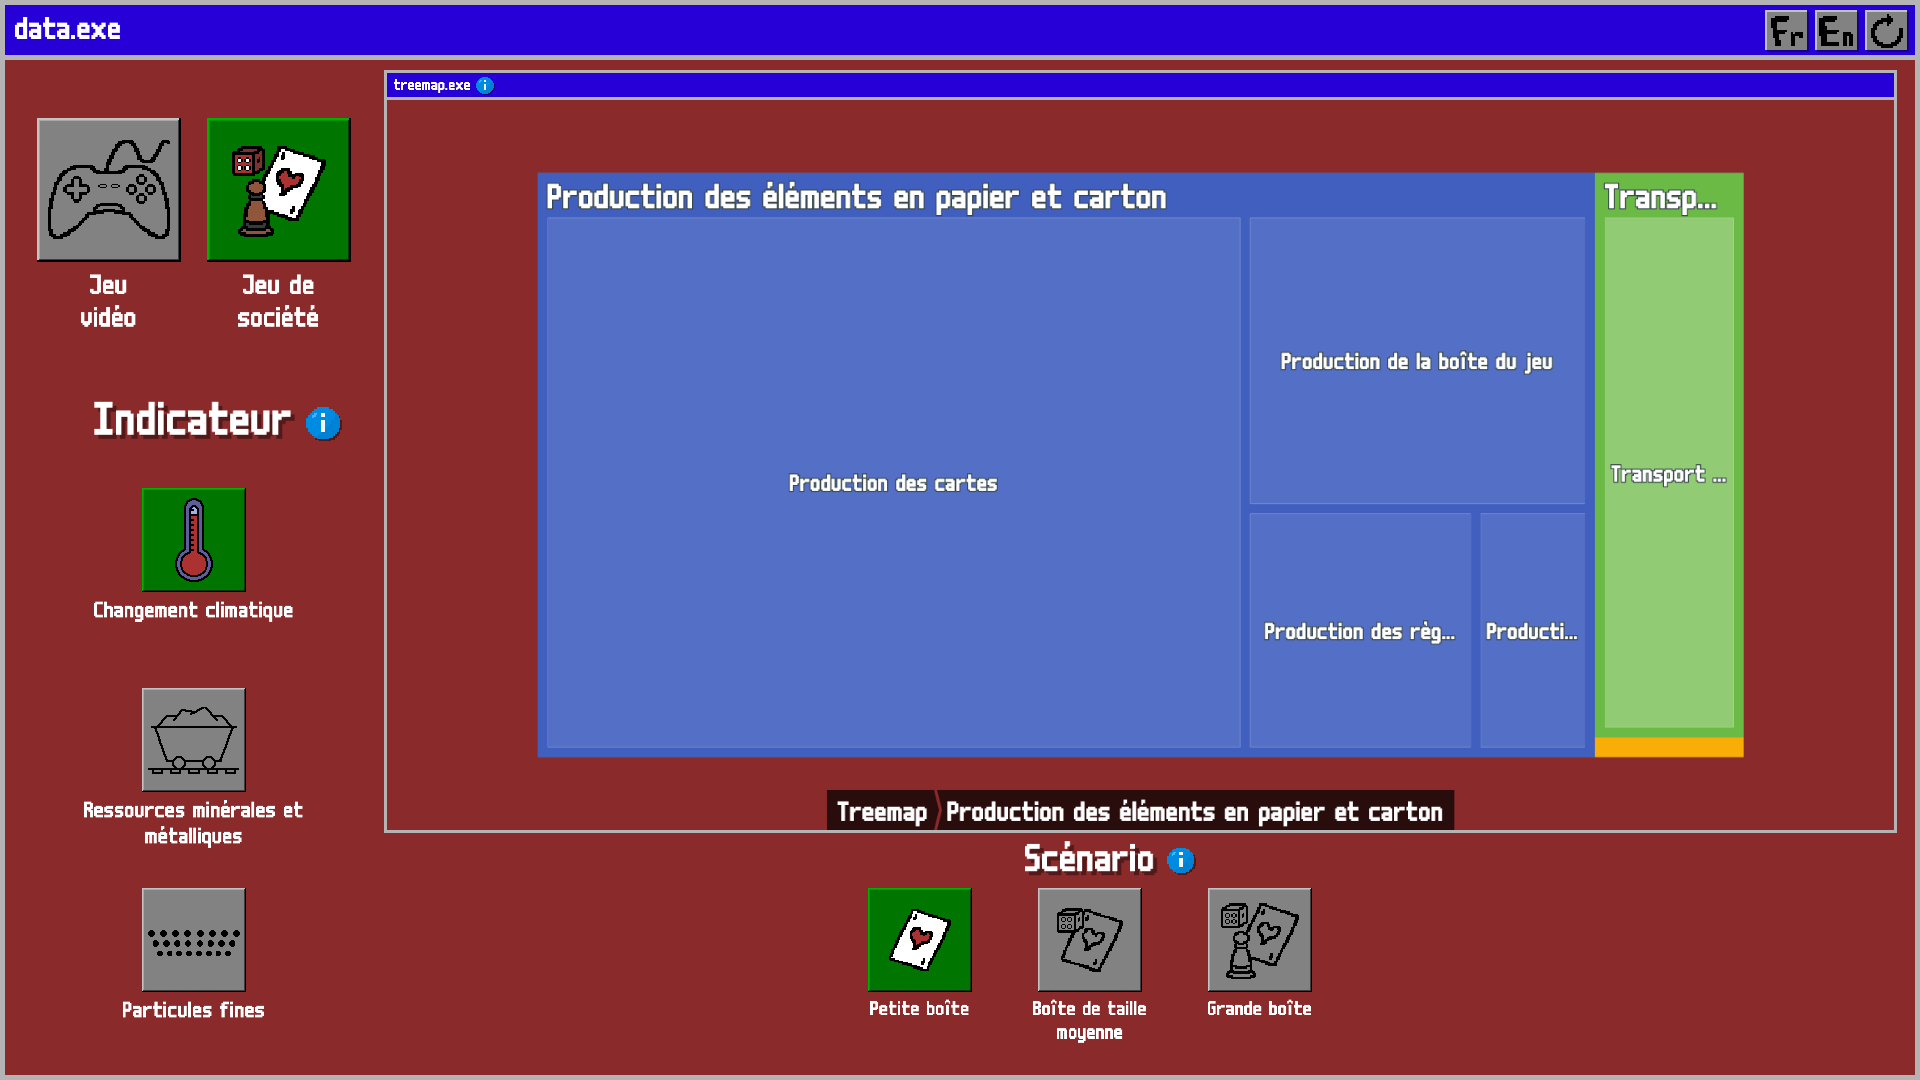 data.exe
Fr En
treemap.exe
Jeu
vidéo
Jeu de
société
Indicateur
Changement climatique
Ressources minérales et
métalliques
Particules fines
Production des éléments en papier et carton
Transp...
Production des cartes
Production de la boîte du jeu
Production des règ...
Producti...
Transport ...
Treemap
Production des éléments en papier et carton
Scénario
Petite boîte
Boîte de taille
moyenne
Grande boîte